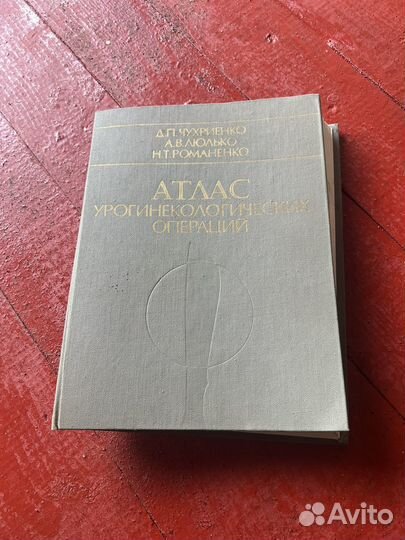 Д.П. ЧУХРИЕНКО
А.В. ЛЮЛЬКО
Н.Т. РОМАНЕНКО
АТЛАС
УРОГИНЕКОЛОГИЧЕСКИХ
ОПЕРАЦИЙ
Avito